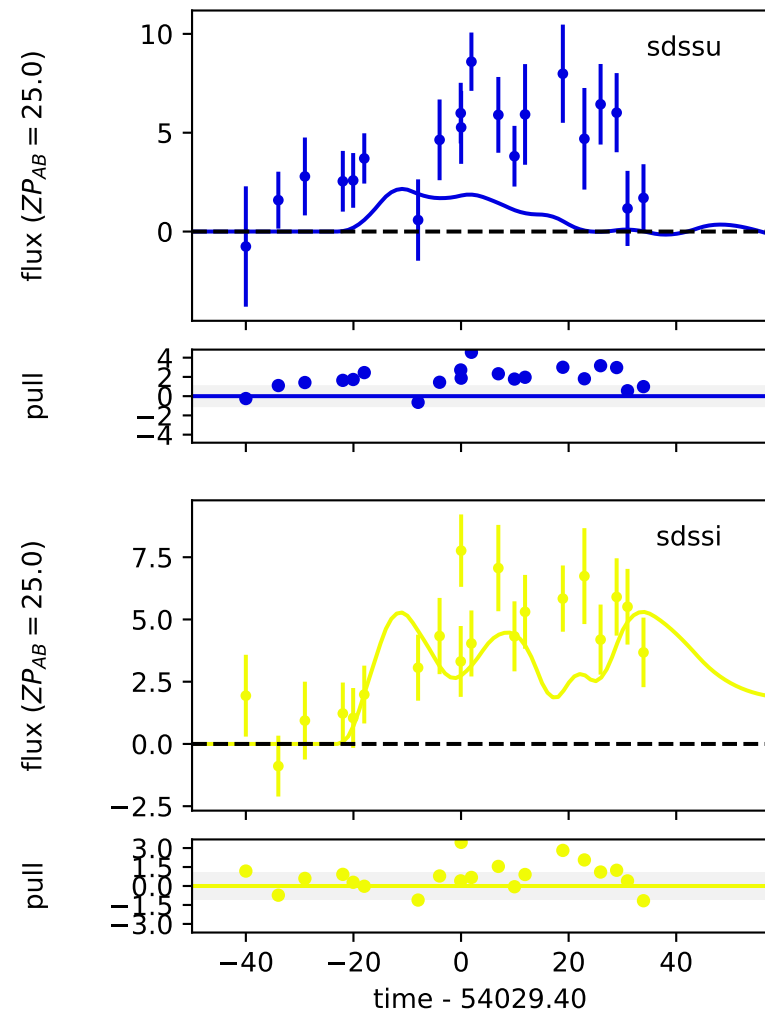 10
5
0
flux (ZP_AB = 25.0)
sdssu
4
2
0
−2
−4
pull
7.5
5.0
2.5
0.0
−2.5
flux (ZP_AB = 25.0)
sdssi
3.0
1.5
0.0
−1.5
−3.0
pull
−40 −20 0 20 40
time - 54029.40